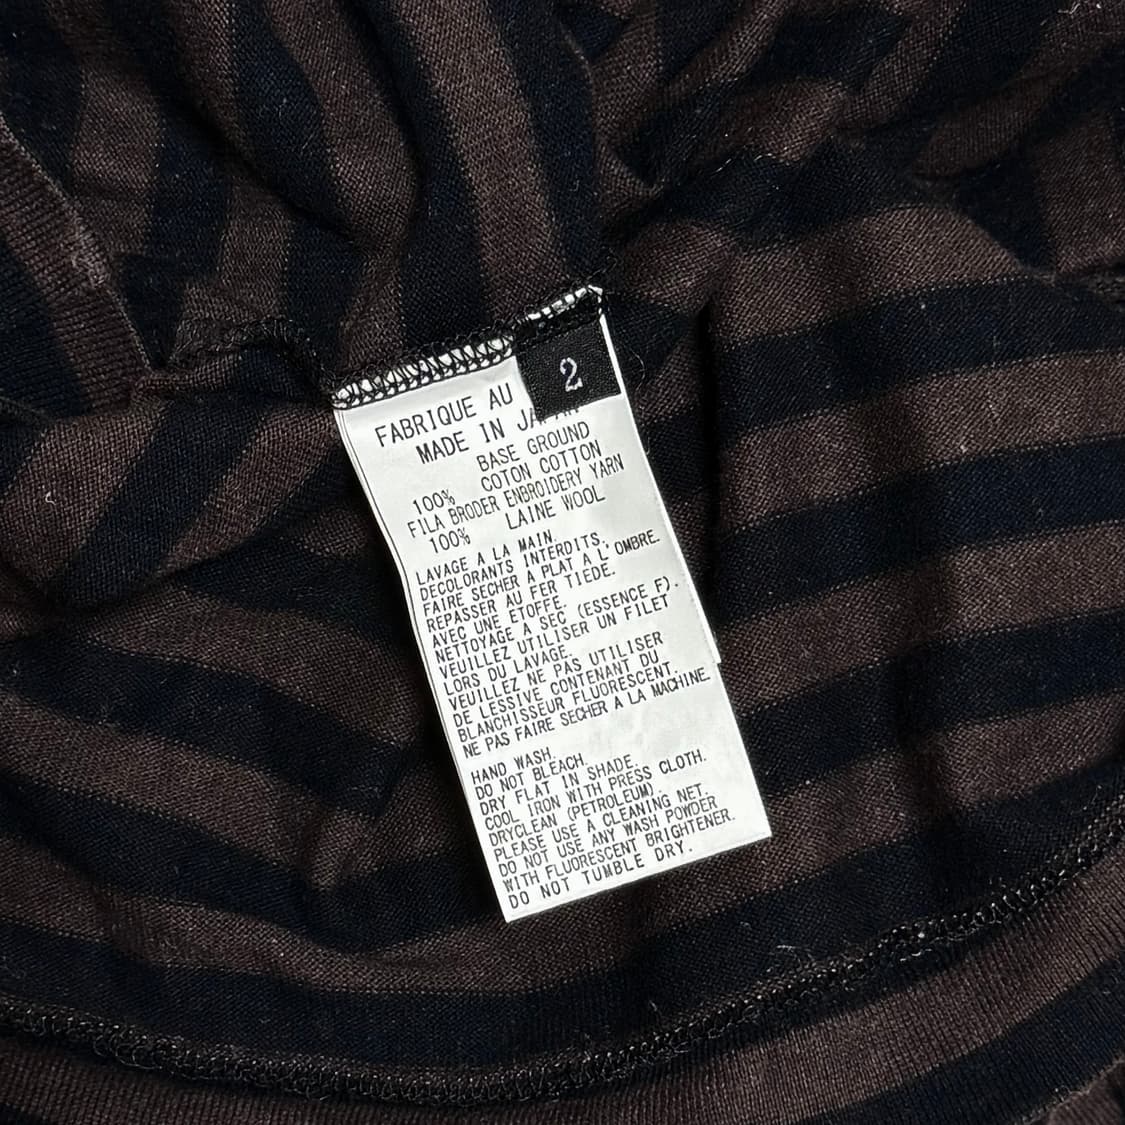 2
FABRIQUE AU
MADE IN JAPAN
BASE GROUND
100% COTON COTTON
FILA BRODER ENBROIDERY YARN
100% LAINE WOOL
LAVAGE A LA MAIN.
DECOLORANTS INTERDITS.
FAIRE SECHER A PLAT A L'OMBRE.
REPASSER AU FER TIEDE.
AVEC UNE ETOFFE.
NETTOYAGE A SEC (ESSENCE F).
VEUILLEZ UTILISER UN FILET
LORS DU LAVAGE.
VEUILLEZ NE PAS UTILISER
DE LESSIVE CONTENANT DU
BLANCHISSEUR FLUORESCENT.
NE PAS FAIRE SECHER A LA MACHINE.
HAND WASH.
DO NOT BLEACH.
DRY FLAT IN SHADE.
COOL IRON WITH PRESS CLOTH.
DRYCLEAN (PETROLEUM).
PLEASE USE A CLEANING NET.
DO NOT USE ANY WASH POWDER
WITH FLUORESCENT BRIGHTENER.
DO NOT TUMBLE DRY.